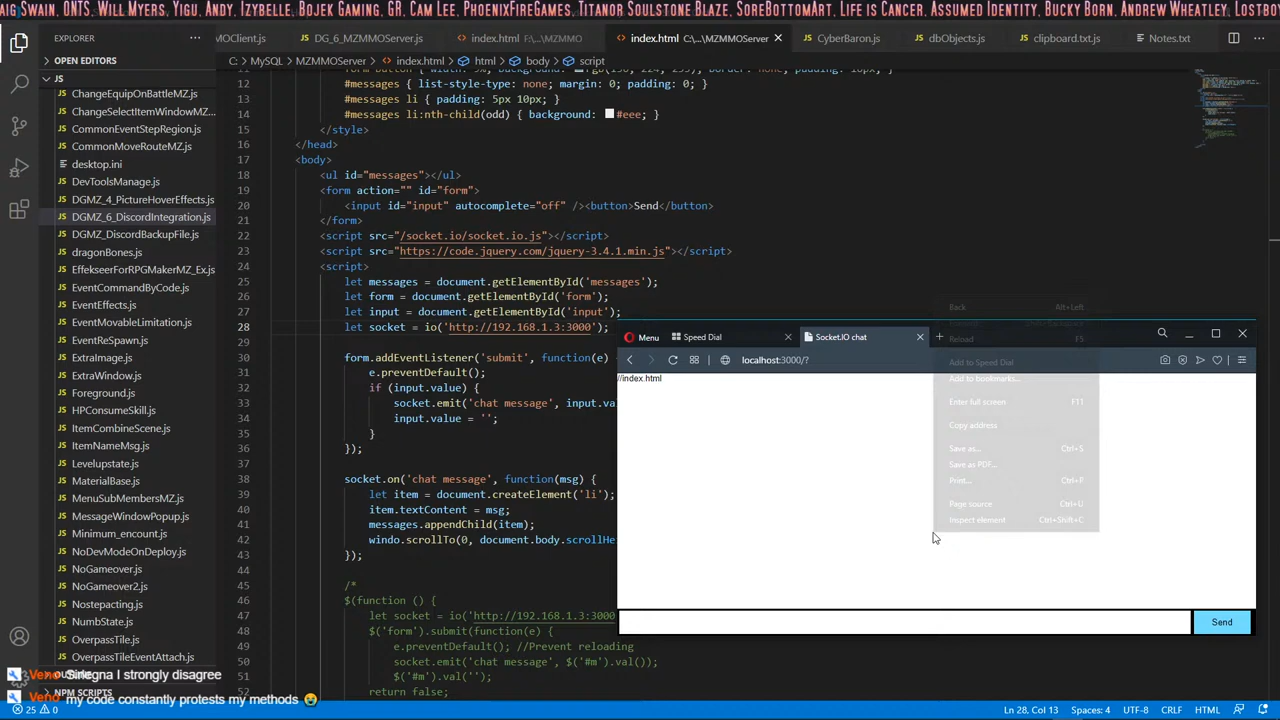 AIG SWAIN, ONTS, WILL MYERS, YIGU, ANDY, IZYBELLE, BOJEK GAMING, GR, CAM LEE, PHOENIXFIREGAMES, TITANOR SOULSTONE BLAZE, SOREBOTTOMART, LIFE IS CANCER, ASSUMED IDENTITY, BUCKY BORN, ANDREW WHEATLEY, LOSTBOY
EXPLORER ··· MOClient.js DG_6_MZMMOServer.js index.html F:\...\MZMMO index.html C:\...\MZMMOServer CyberBaron.js dbObjects.js clipboard.txt.js Notes.txt ···
OPEN EDITORS
C: > MySQL > MZMMOServer > index.html > html > body > script
JS
ChangeEquipOnBattleMZ.js
ChangeSelectItemWindowMZ...
CommonEventStepRegion.js
CommonMoveRouteMZ.js
desktop.ini
DevToolsManage.js
DGMZ_4_PictureHoverEffects.js
DGMZ_6_DiscordIntegration.js
DGMZ_DiscordBackupFile.js
dragonBones.js
EffekseerForRPGMakerMZ_Ex.js
EventCommandByCode.js
EventEffects.js
EventMovableLimitation.js
EventReSpawn.js
ExtraImage.js
ExtraWindow.js
Foreground.js
HPConsumeSkill.js
ItemCombineScene.js
ItemNameMsg.js
Levelupstate.js
MaterialBase.js
MenuSubMembersMZ.js
MessageWindowPopup.js
Minimum_encount.js
NoDevModeOnDeploy.js
NoGameover.js
NoGameover2.js
Nostepacting.js
NumbState.js
OverpassTile.js
OverpassTileEventAttach.js
NPM SCRIPTS
12 #messages { list-style-type: none; margin: 0; padding: 0; }
13 #messages li { padding: 5px 10px; }
14 #messages li:nth-child(odd) { background: #eee; }
15 </style>
16 </head>
17 <body>
18 <ul id="messages"></ul>
19 <form action="" id="form">
20 <input id="input" autocomplete="off" /><button>Send</button>
21 </form>
22 <script src="/socket.io/socket.io.js"></script>
23 <script src="https://code.jquery.com/jquery-3.4.1.min.js"></script>
24 <script>
25 let messages = document.getElementById('messages');
26 let form = document.getElementById('form');
27 let input = document.getElementById('input');
28 let socket = io('http://192.168.1.3:3000');
29
30 form.addEventListener('submit', function(e)
31 e.preventDefault();
32 if (input.value) {
33 socket.emit('chat message', input.va
34 input.value = '';
35 }
36 });
37
38 socket.on('chat message', function(msg) {
39 let item = document.createElement('li');
40 item.textContent = msg;
41 messages.appendChild(item);
42 windo.scrollTo(0, document.body.scrollHe
43 });
44
45 /*
46 $(function () {
47 let socket = io('http://192.168.1.3:3000
48 $('form').submit(function(e) {
49 e.preventDefault(); //Prevent reloading
50 socket.emit('chat message', $('#m').val());
51 $('#m').val('');
52 return false;
Menu Speed Dial Socket.IO chat
localhost:3000/?
//index.html
Back Alt+Left
Reload F5
Add to Speed Dial
Add to bookmarks...
Enter full screen F11
Copy address
Save as... Ctrl+S
Save as PDF...
Print... Ctrl+P
Page source Ctrl+U
Inspect element Ctrl+Shift+C
Send
Veno Sinegna I strongly disagree
Veno my code constantly protests my methods 😭
25 0 Ln 28, Col 13 Spaces: 4 UTF-8 CRLF HTML